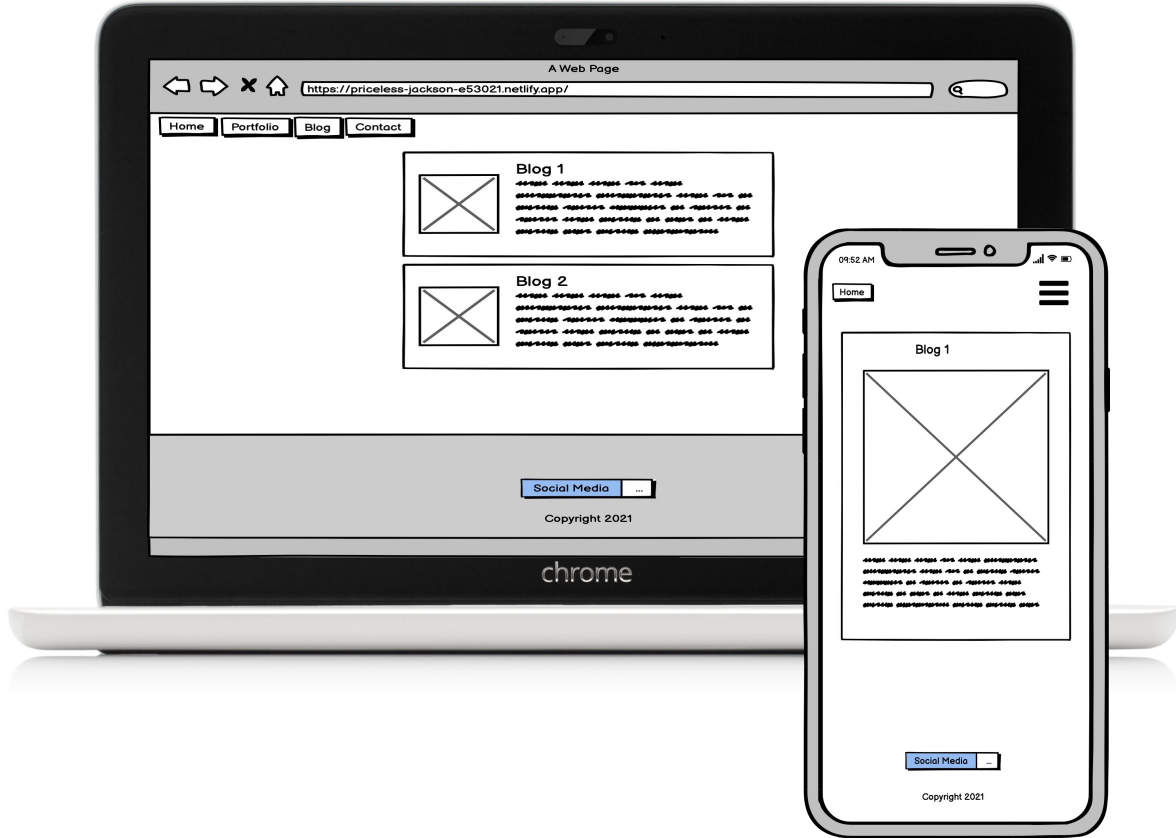 A Web Page
https://priceless-jackson-e53021.netlify.app/
Home Portfolio Blog Contact
Blog 1
Blog 2
Social Media ...
Copyright 2021
chrome
09:52 AM
Home
Blog 1
Social Media ...
Copyright 2021